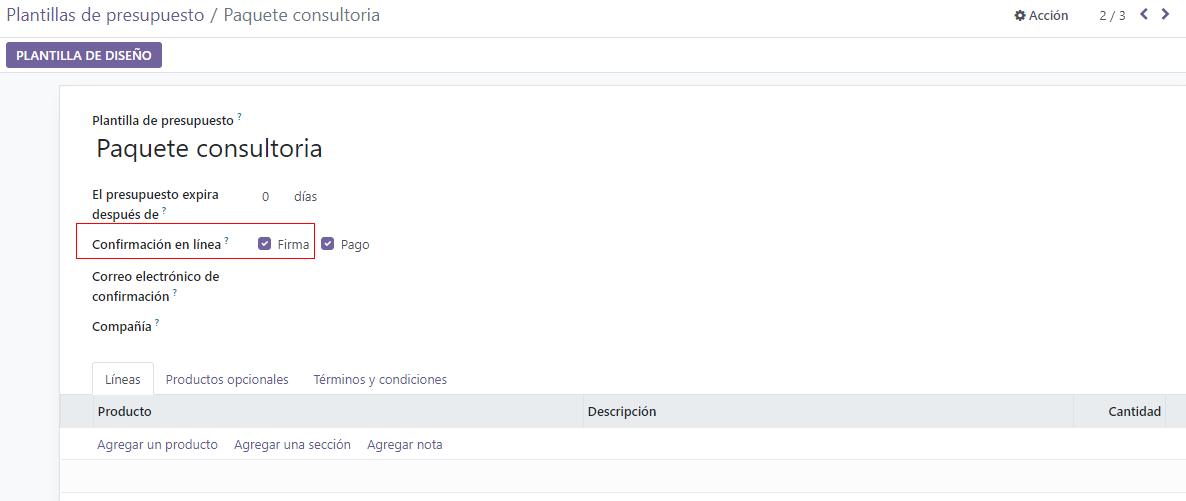 Plantillas de presupuesto / Paquete consultoria
Acción 2 / 3
PLANTILLA DE DISEÑO
Plantilla de presupuesto ?
Paquete consultoria
El presupuesto expira después de ? 0 días
Confirmación en línea ? Firma Pago
Correo electrónico de confirmación ?
Compañía ?
Líneas Productos opcionales Términos y condiciones
Producto Descripción Cantidad
Agregar un producto Agregar una sección Agregar nota